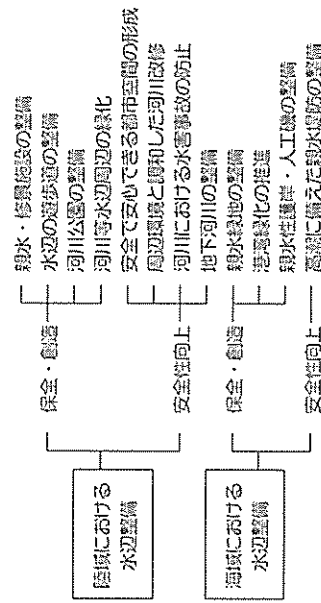 陸域における
水辺整備
保全・創造
親水・修景施設の整備
水辺の遊歩道の整備
河川公園の整備
河川等水辺周辺の緑化
安全性向上
安全で安心できる都市空間の形成
周辺環境と調和した河川改修
河川における水害事故の防止
地下河川の整備
海域における
水辺整備
保全・創造
親水緑地の整備
港湾緑化の推進
親水性護岸・人工磯の整備
安全性向上
高潮に備えた親水堤防の整備